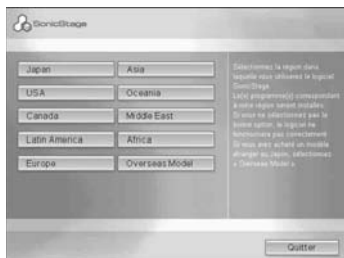 SonicStage
Japan
Asia
USA
Oceania
Canada
Middle East
Latin America
Africa
Europe
Overseas Model
Sélectionnez la région dans
laquelle vous utiliserez le logiciel
SonicStage.
Le(s) programme(s) correspondant
à votre région seront installés.
Si vous ne sélectionnez pas la
bonne option, le logiciel ne
fonctionnera pas correctement.
Si vous avez acheté un modèle
étranger au Japon, sélectionnez
« Overseas Model ».
Quitter